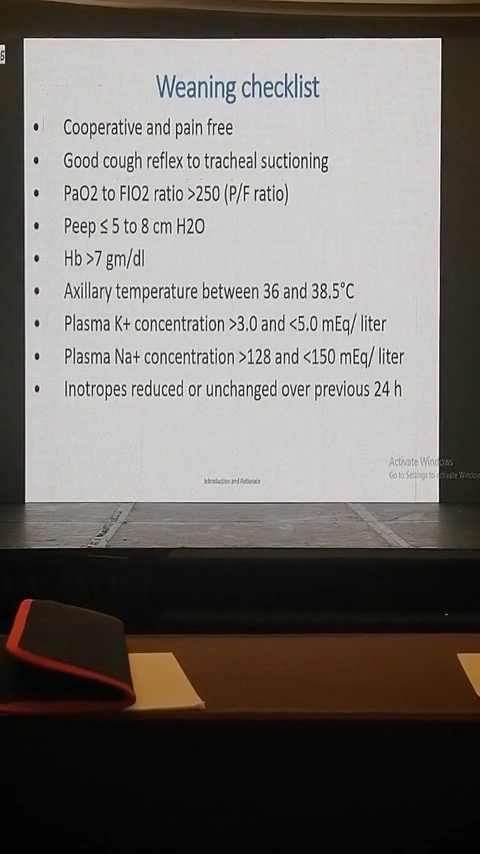 Weaning checklist
• Cooperative and pain free
• Good cough reflex to tracheal suctioning
• PaO2 to FIO2 ratio >250 (P/F ratio)
• Peep ≤ 5 to 8 cm H2O
• Hb >7 gm/dl
• Axillary temperature between 36 and 38.5°C
• Plasma K+ concentration >3.0 and <5.0 mEq/ liter
• Plasma Na+ concentration >128 and <150 mEq/ liter
• Inotropes reduced or unchanged over previous 24 h
Activate Windows
Go to Settings to activate Window
Introduction and Rationale